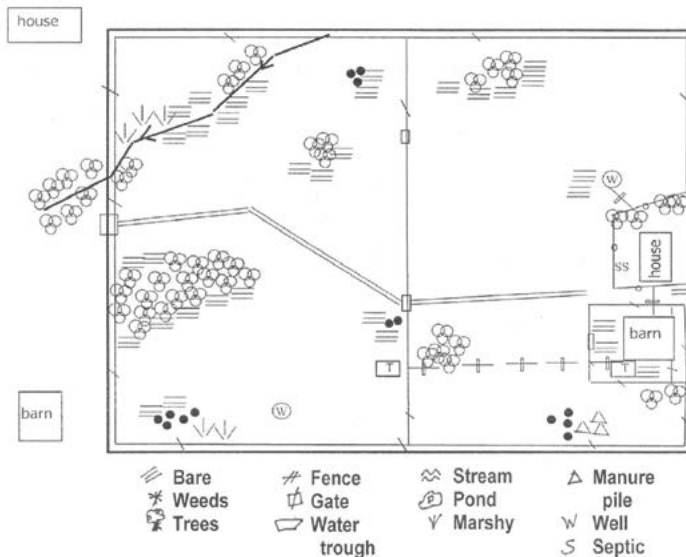 house
W
SS
house
barn
T
T
barn
W
Bare
Fence
Stream
Manure
pile
Weeds
Gate
Pond
Well
Trees
Water
trough
Marshy
Septic